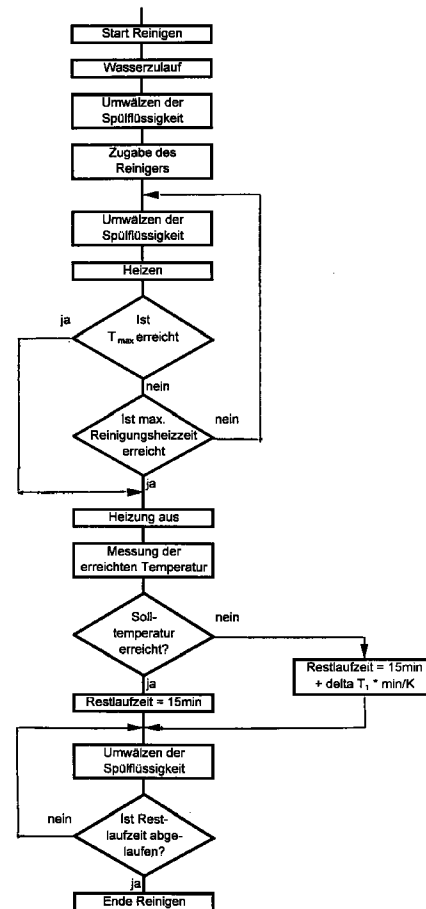 Start Reinigen
Wasserzulauf
Umwälzen der
Spülflüssigkeit
Zugabe des
Reinigers
Umwälzen der
Spülflüssigkeit
Heizen
ja
Ist
Tmax erreicht
nein
Ist max.
Reinigungsheizzeit
erreicht
nein
ja
Heizung aus
Messung der
erreichten Temperatur
Soll-
temperatur
erreicht?
nein
ja
Restlaufzeit = 15min
+ delta T1 * min/K
Restlaufzeit = 15min
Umwälzen der
Spülflüssigkeit
nein
Ist Rest-
laufzeit abge-
laufen?
ja
Ende Reinigen